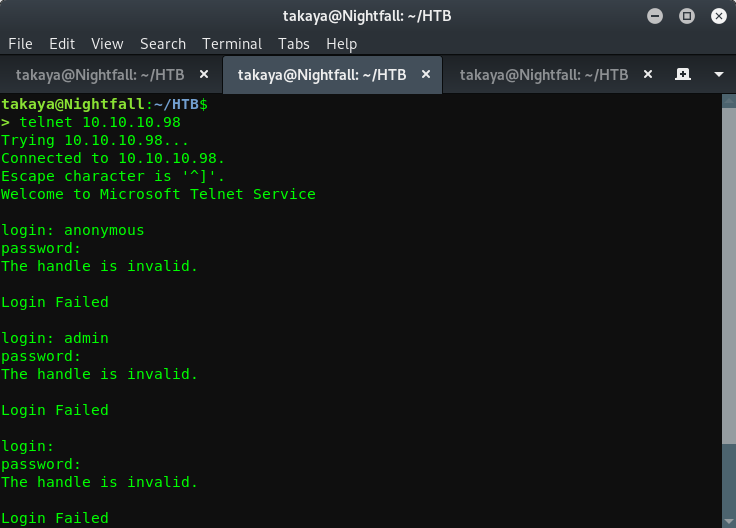 takaya@Nightfall: ~/HTB
File Edit View Search Terminal Tabs Help
takaya@Nightfall: ~/HTB × takaya@Nightfall: ~/HTB × takaya@Nightfall: ~/HTB ×
takaya@Nightfall:~/HTB$
> telnet 10.10.10.98
Trying 10.10.10.98...
Connected to 10.10.10.98.
Escape character is '^]'.
Welcome to Microsoft Telnet Service
login: anonymous
password:
The handle is invalid.
Login Failed
login: admin
password:
The handle is invalid.
Login Failed
login:
password:
The handle is invalid.
Login Failed